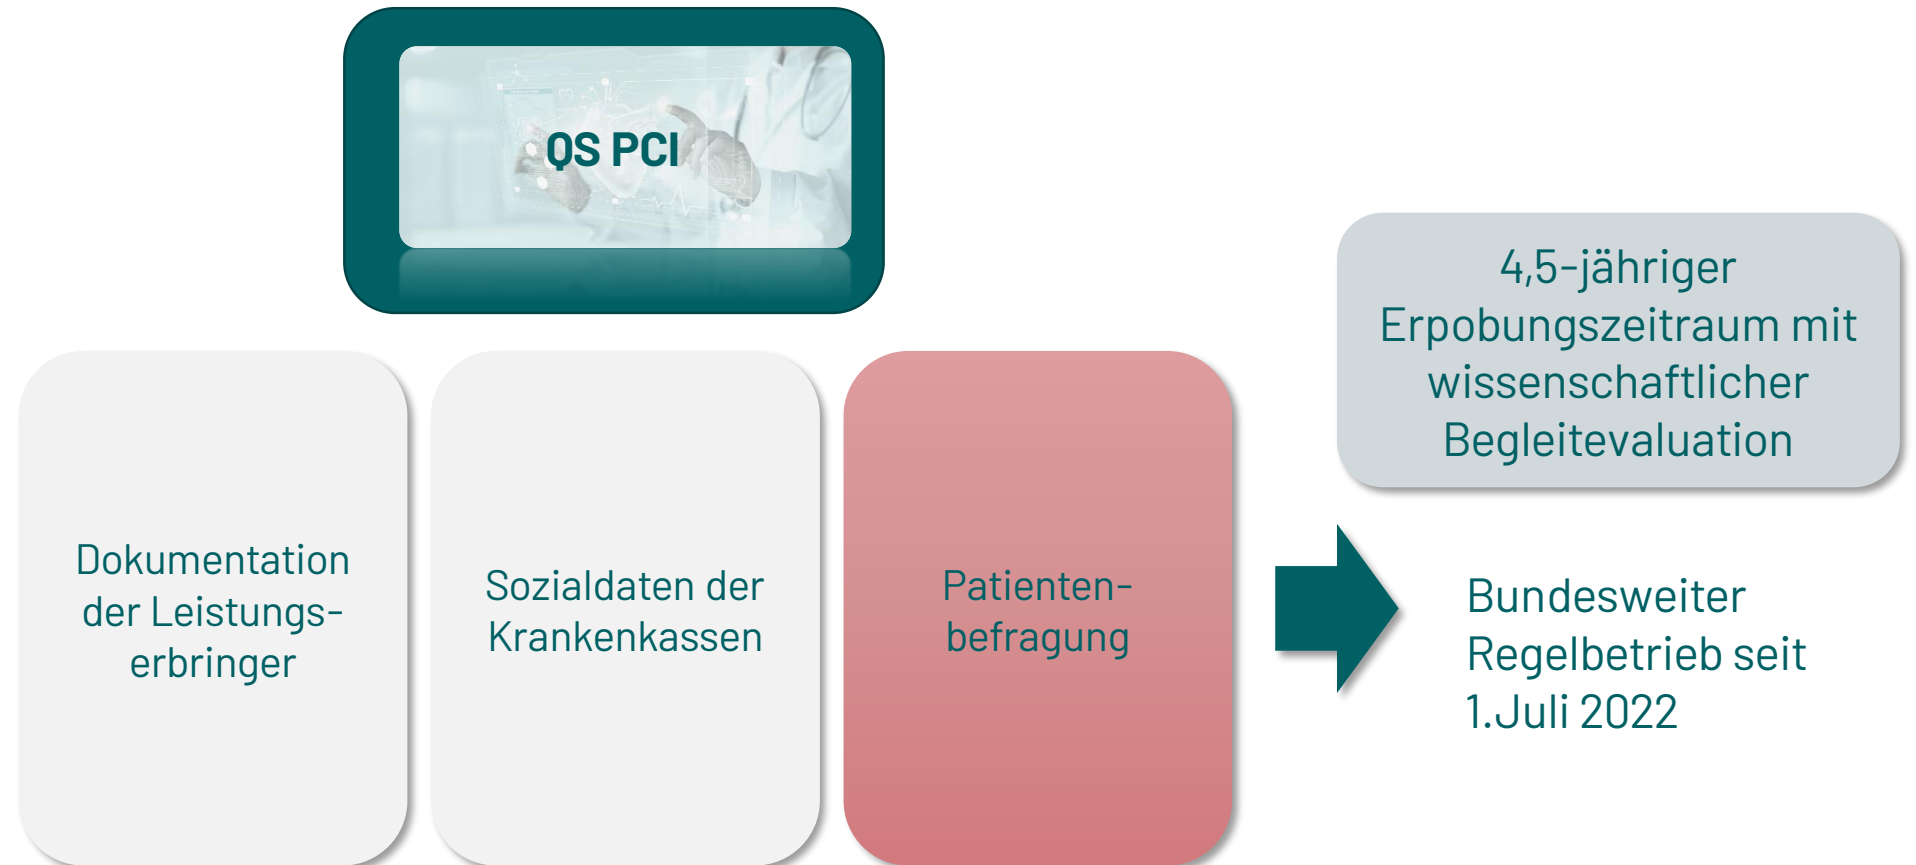 QS PCI
Dokumentation
der Leistungs-
erbringer
Sozialdaten der
Krankenkassen
Patienten-
befragung
4,5-jähriger
Erpobungszeitraum mit
wissenschaftlicher
Begleitevaluation
Bundesweiter
Regelbetrieb seit
1.Juli 2022